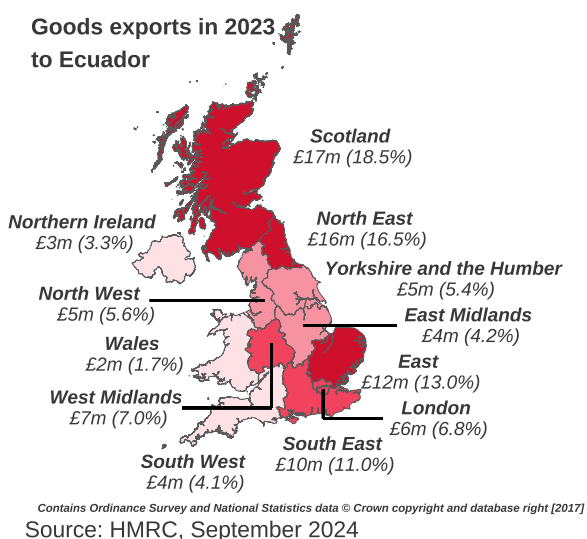 Goods exports in 2023
to Ecuador
Scotland
£17m (18.5%)
Northern Ireland
£3m (3.3%)
North East
£16m (16.5%)
Yorkshire and the Humber
£5m (5.4%)
North West
£5m (5.6%)
East Midlands
£4m (4.2%)
Wales
£2m (1.7%)
East
£12m (13.0%)
West Midlands
£7m (7.0%)
London
£6m (6.8%)
South East
£10m (11.0%)
South West
£4m (4.1%)
Contains Ordinance Survey and National Statistics data © Crown copyright and database right [2017]
Source: HMRC, September 2024